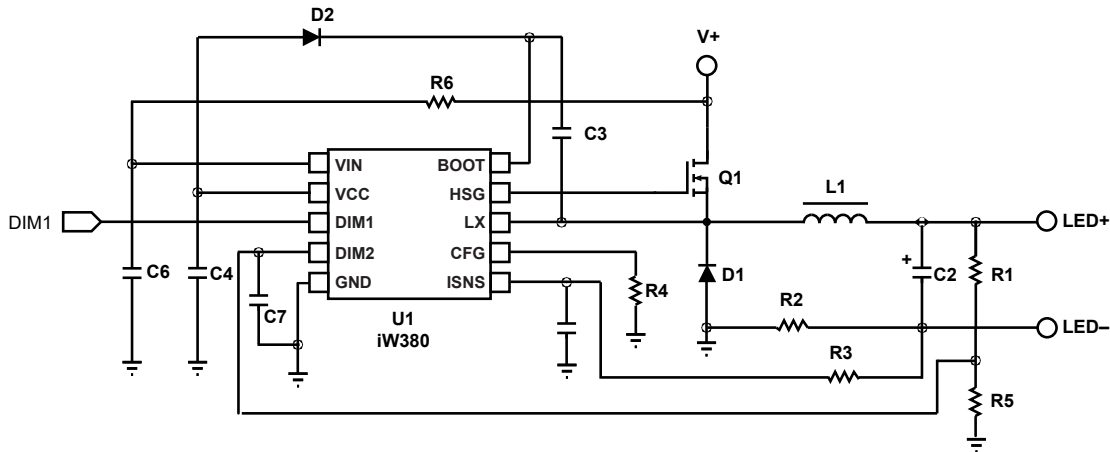 D2
V+
R6
C3
VIN
BOOT
VCC
HSG
Q1
L1
DIM1
DIM1
LX
LED+
DIM2
CFG
C6
C4
C7
GND
ISNS
R4
D1
+
C2
R1
R2
LED–
U1
iW380
R3
R5